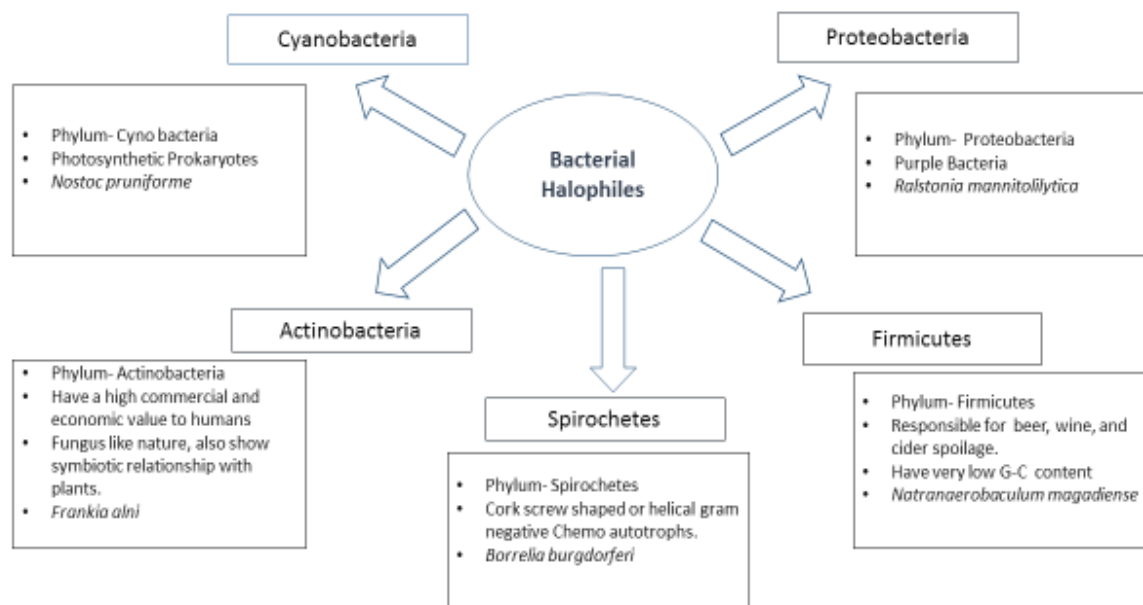 Cyanobacteria
Proteobacteria
Bacterial
Halophiles
• Phylum- Cyno bacteria
• Photosynthetic Prokaryotes
• Nostoc pruniforme
• Phylum- Proteobacteria
• Purple Bacteria
• Ralstonia mannitolilytica
Actinobacteria
Firmicutes
• Phylum- Actinobacteria
• Have a high commercial and
economic value to humans
• Fungus like nature, also show
symbiotic relationship with
plants.
• Frankia alni
Spirochetes
• Phylum- Spirochetes
• Cork screw shaped or helical gram
negative Chemo autotrophs.
• Borrelia burgdorferi
• Phylum- Firmicutes
• Responsible for beer, wine, and
cider spoilage.
• Have very low G-C content
• Natranaerobaculum magadiense